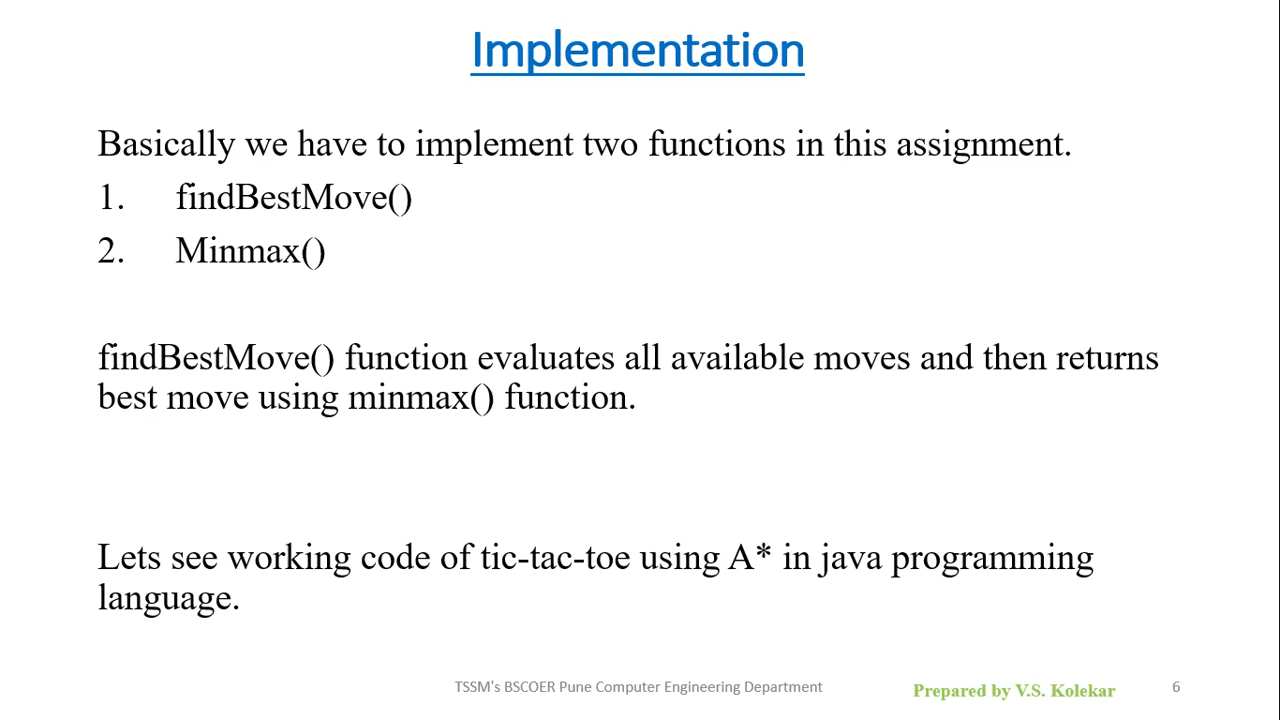 Implementation
Basically we have to implement two functions in this assignment.
1. findBestMove()
2. Minmax()
findBestMove() function evaluates all available moves and then returns
best move using minmax() function.
Lets see working code of tic-tac-toe using A* in java programming
language.
TSSM's BSCOER Pune Computer Engineering Department
Prepared by V.S. Kolekar
6